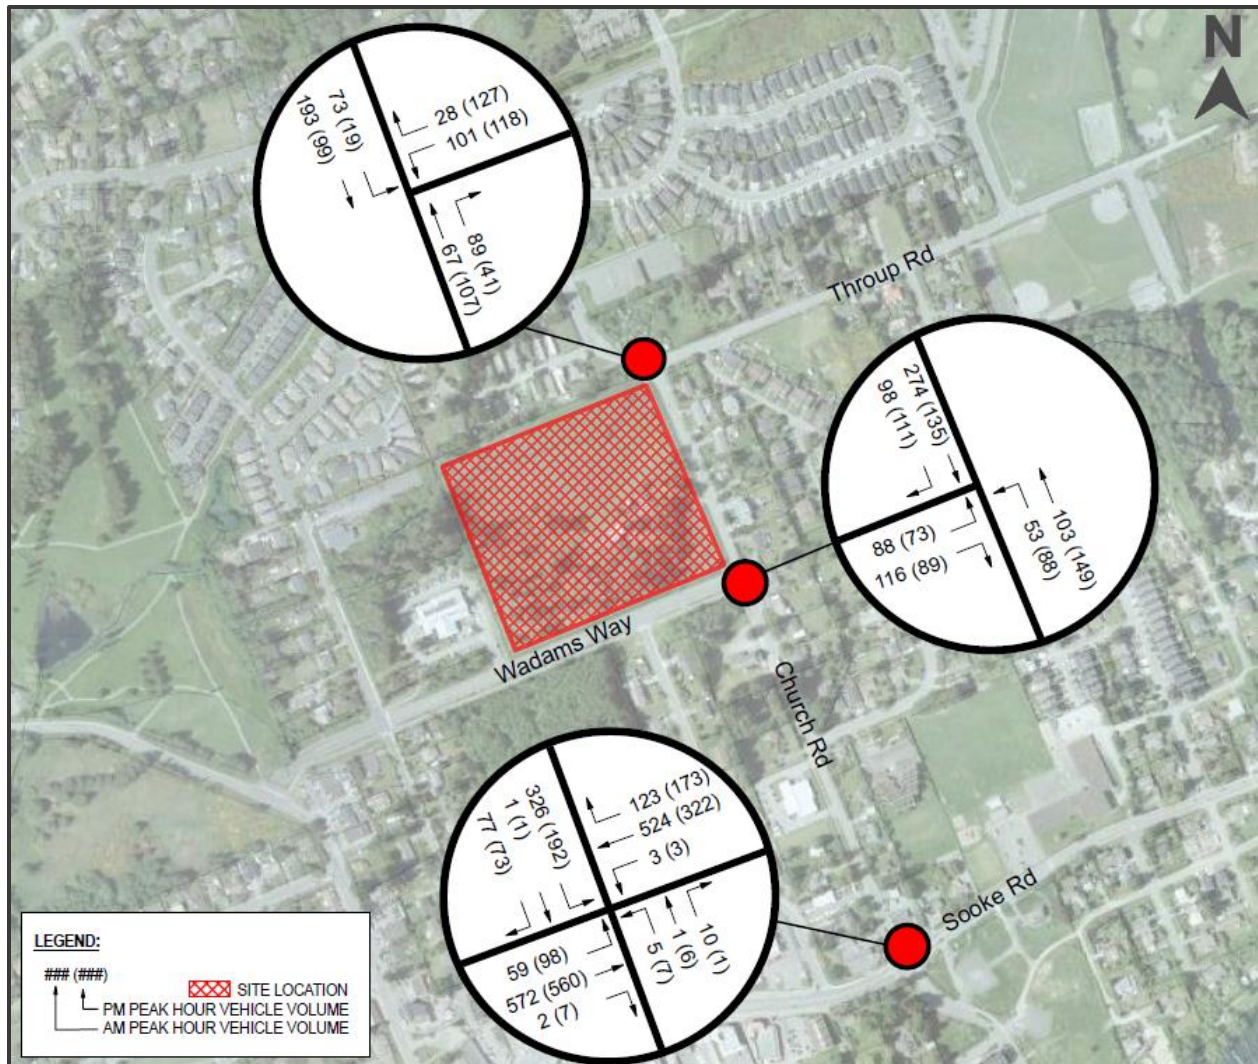 N
28 (127)
101 (118)
73 (19)
193 (99)
89 (41)
67 (107)
Throup Rd
274 (135)
98 (111)
88 (73)
116 (89)
103 (149)
53 (88)
Wadams Way
Church Rd
123 (173)
524 (322)
3 (3)
326 (192)
1 (1)
77 (73)
59 (98)
572 (560)
2 (7)
10 (1)
1 (6)
5 (7)
Sooke Rd
LEGEND:
### (###)
SITE LOCATION
PM PEAK HOUR VEHICLE VOLUME
AM PEAK HOUR VEHICLE VOLUME